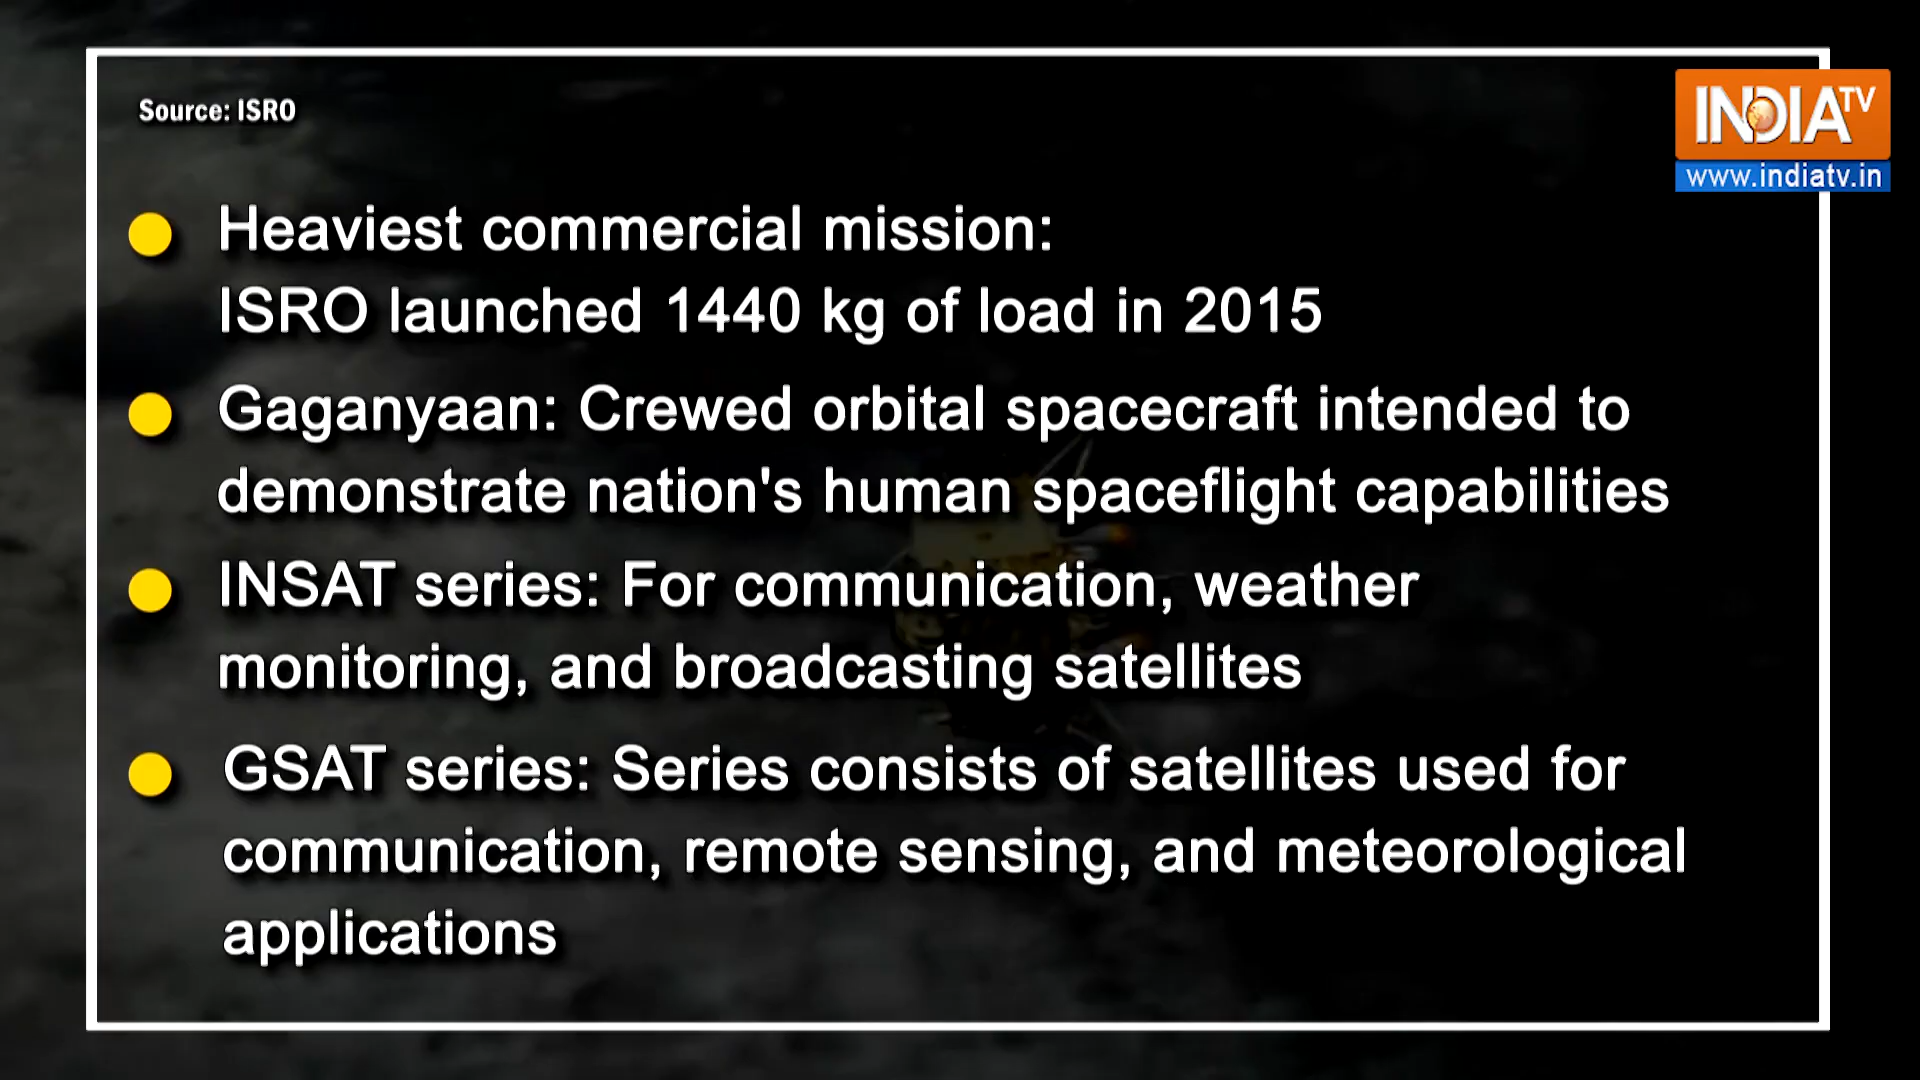 Source: ISRO
INDIA TV
www.indiatv.in
Heaviest commercial mission:
ISRO launched 1440 kg of load in 2015
Gaganyaan: Crewed orbital spacecraft intended to
demonstrate nation's human spaceflight capabilities
INSAT series: For communication, weather
monitoring, and broadcasting satellites
GSAT series: Series consists of satellites used for
communication, remote sensing, and meteorological
applications